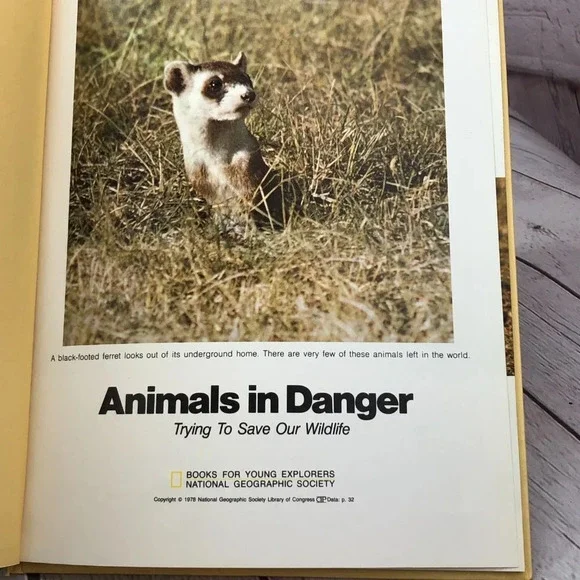 A black-footed ferret looks out of its underground home. There are very few of these animals left in the world.
Animals in Danger
Trying To Save Our Wildlife
BOOKS FOR YOUNG EXPLORERS
NATIONAL GEOGRAPHIC SOCIETY
Copyright © 1978 National Geographic Society Library of Congress CIP Data: p. 32